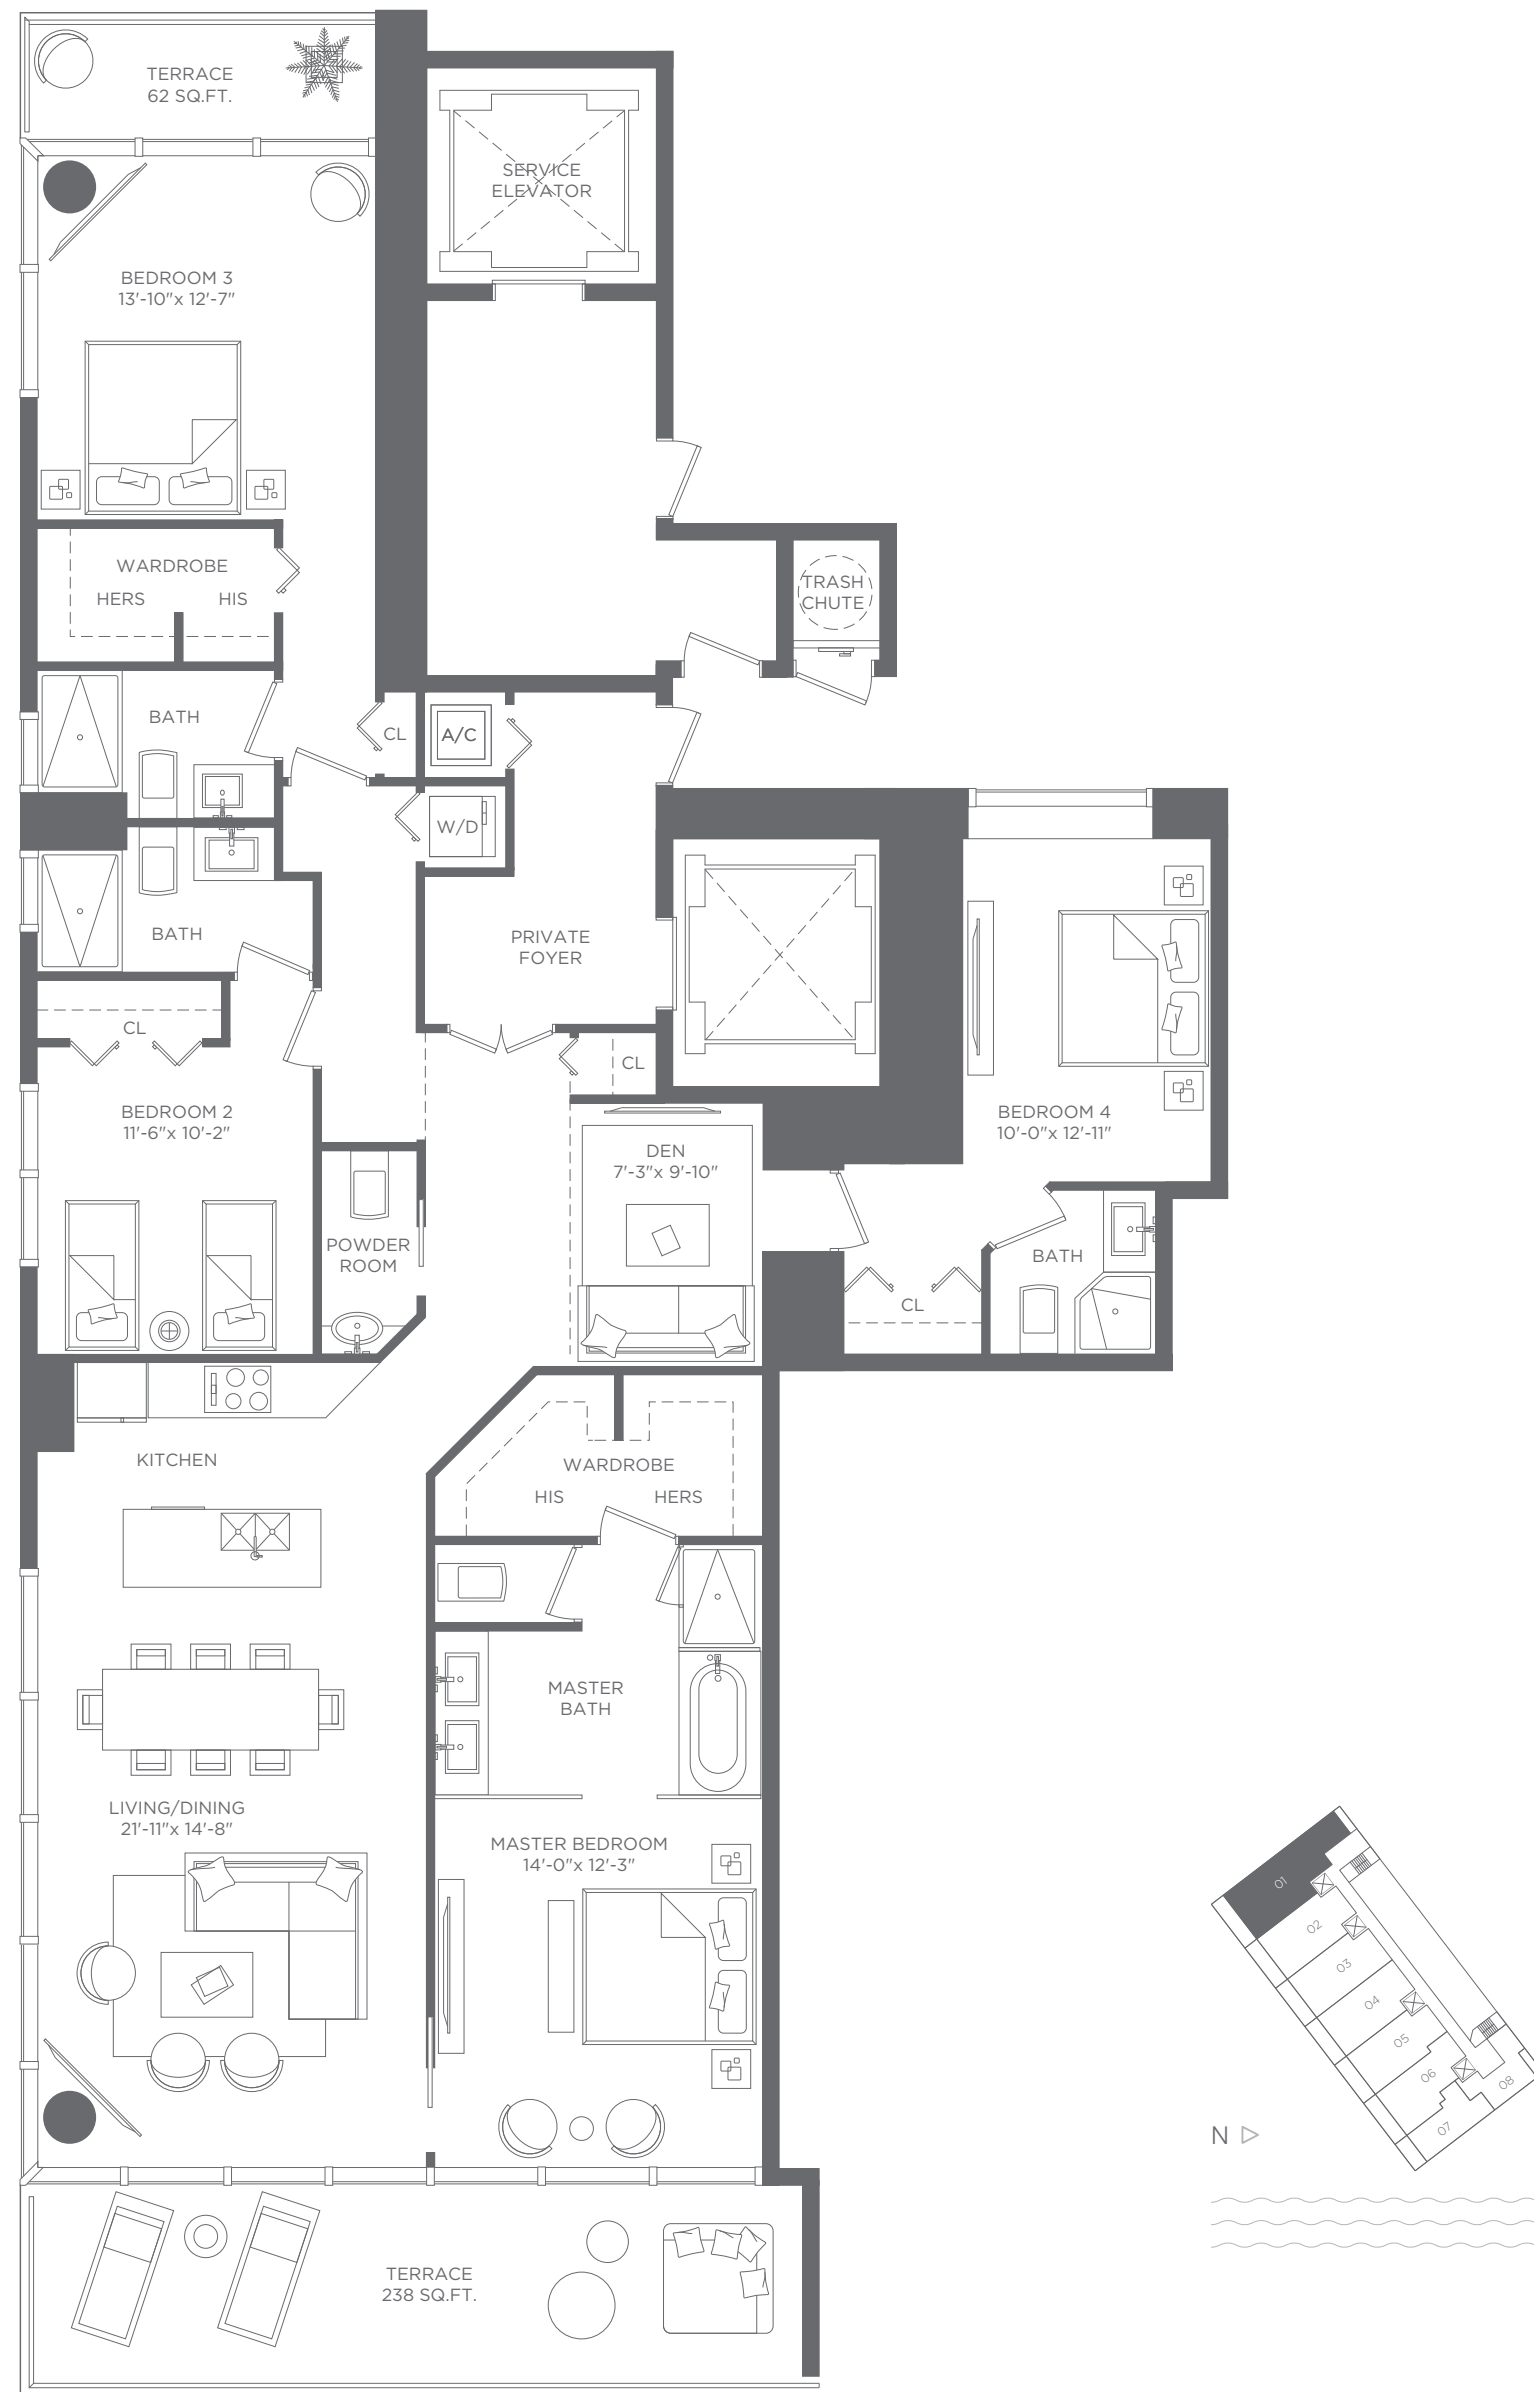 TERRACE
62 SQ.FT.
SERVICE
ELEVATOR
BEDROOM 3
13'-10"x 12'-7"
WARDROBE
HERS HIS
TRASH
CHUTE
BATH
CL
A/C
W/D
BATH
PRIVATE
FOYER
CL
CL
BEDROOM 2
11'-6"x 10'-2"
BEDROOM 4
10'-0"x 12'-11"
DEN
7'-3"x 9'-10"
POWDER
ROOM
BATH
CL
KITCHEN
WARDROBE
HIS HERS
MASTER
BATH
LIVING/DINING
21'-11"x 14'-8"
MASTER BEDROOM
14'-0"x 12'-3"
01
02
03
04
05
06
07
08
N
TERRACE
238 SQ.FT.